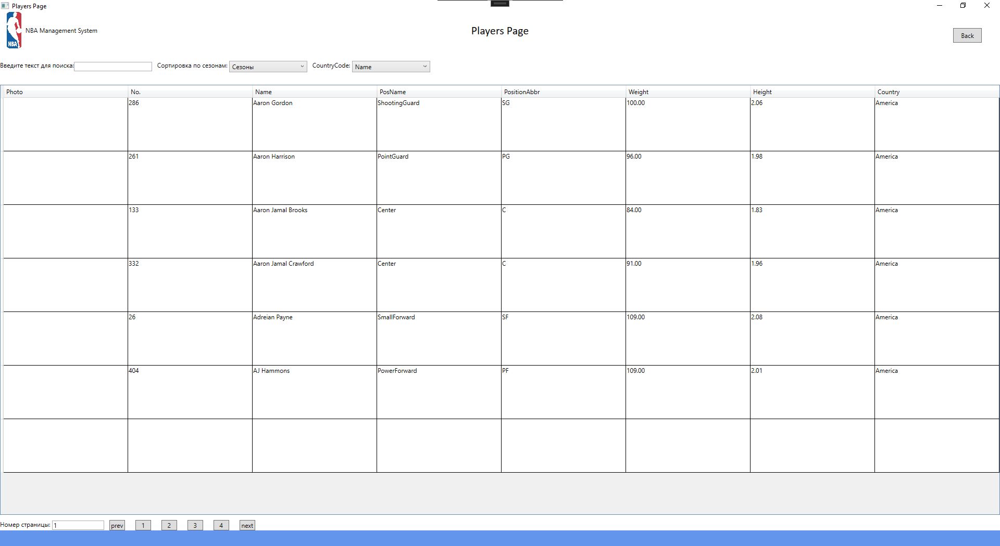 Players Page
NBA
NBA Management System
Players Page
Back
Введите текст для поиска: Сортировка по сезонам: Сезоны CountryCode: Name
Photo No. Name PosName PositionAbbr Weight Height Country
286 Aaron Gordon ShootingGuard SG 100.00 2.06 America
261 Aaron Harrison PointGuard PG 96.00 1.98 America
133 Aaron Jamal Brooks Center C 84.00 1.83 America
332 Aaron Jamal Crawford Center C 91.00 1.96 America
26 Adreian Payne SmallForward SF 109.00 2.08 America
404 AJ Hammons PowerForward PF 109.00 2.01 America
Номер страницы: 1 prev 1 2 3 4 next